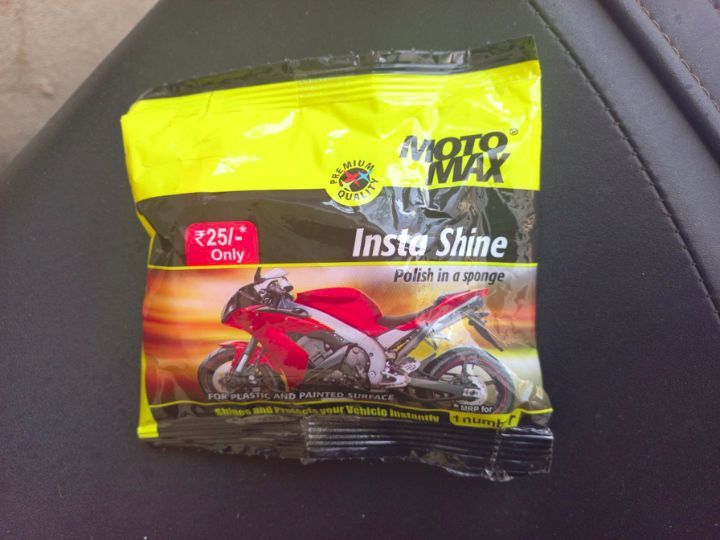 MOTO
MAX®
PREMIUM
QUALITY
₹25/-*
Only
Insta Shine
Polish in a sponge
FOR PLASTIC AND PAINTED SURFACE
Shines and Protects your Vehicle Instantly
* MRP for
1 number